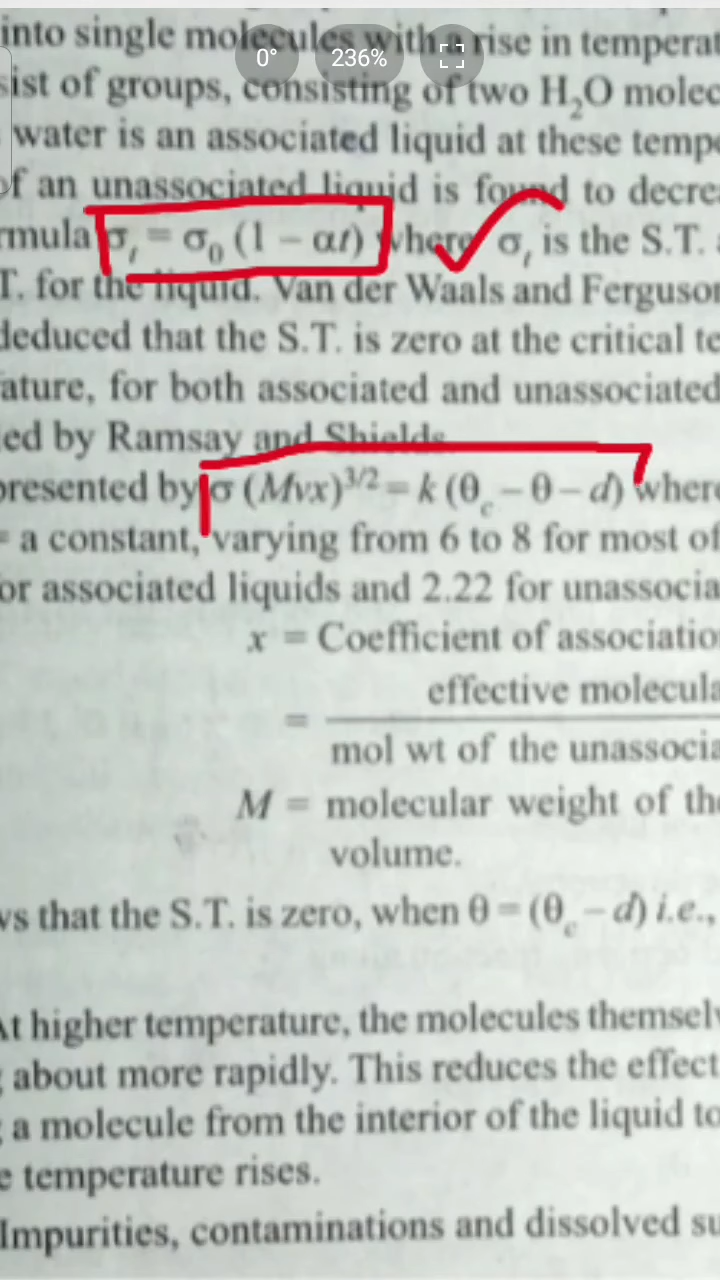 0° 236%
into single molecules with a rise in temperat
sist of groups, consisting of two H₂O molec
water is an associated liquid at these tempe
of an unassociated liquid is found to decre
rmula σₜ = σ₀ (1 – αt) where σₜ is the S.T. a
T. for the liquid. Van der Waals and Ferguson
deduced that the S.T. is zero at the critical te
ature, for both associated and unassociated
ed by Ramsay and Shields
presented by σ (Mvx)³/² = k (θc – θ – d) where
= a constant, varying from 6 to 8 for most of
or associated liquids and 2.22 for unassocia
x = Coefficient of associatio
= effective molecula
mol wt of the unassocia
M = molecular weight of the
volume.
ws that the S.T. is zero, when θ = (θc – d) i.e.,
At higher temperature, the molecules themselv
about more rapidly. This reduces the effect
a molecule from the interior of the liquid to
e temperature rises.
Impurities, contaminations and dissolved su